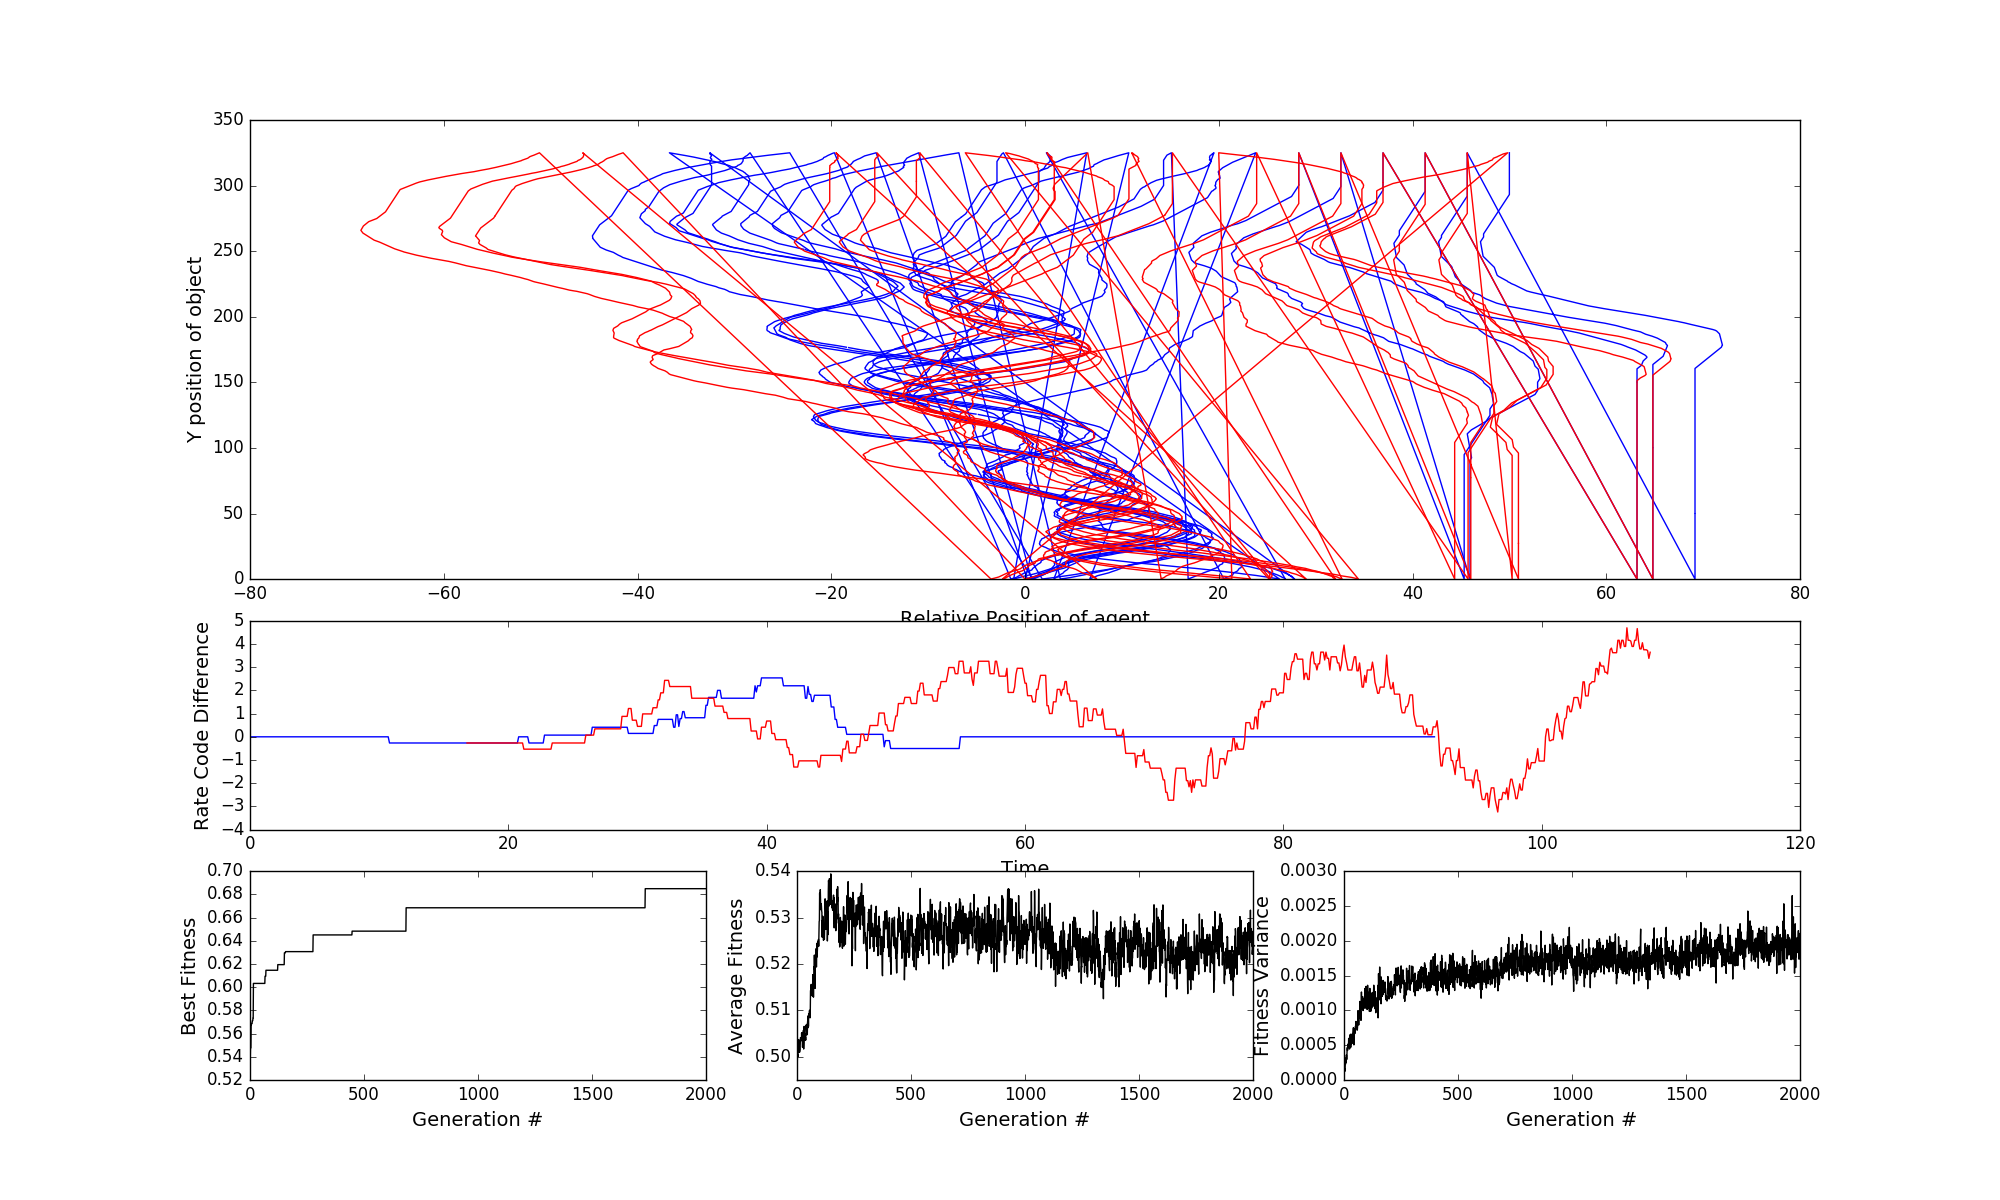 350
300
250
200
150
100
50
0
Y position of object
−80 −60 −40 −20 0 20 40 60 80
Relative Position of agent
5
4
3
2
1
0
−1
−2
−3
−4
Rate Code Difference
0 20 40 60 80 100 120
Time
0.70
0.68
0.66
0.64
0.62
0.60
0.58
0.56
0.54
0.52
Best Fitness
0 500 1000 1500 2000
Generation #
0.54
0.53
0.52
0.51
0.50
Average Fitness
0 500 1000 1500 2000
Generation #
0.0030
0.0025
0.0020
0.0015
0.0010
0.0005
0.0000
Fitness Variance
0 500 1000 1500 2000
Generation #